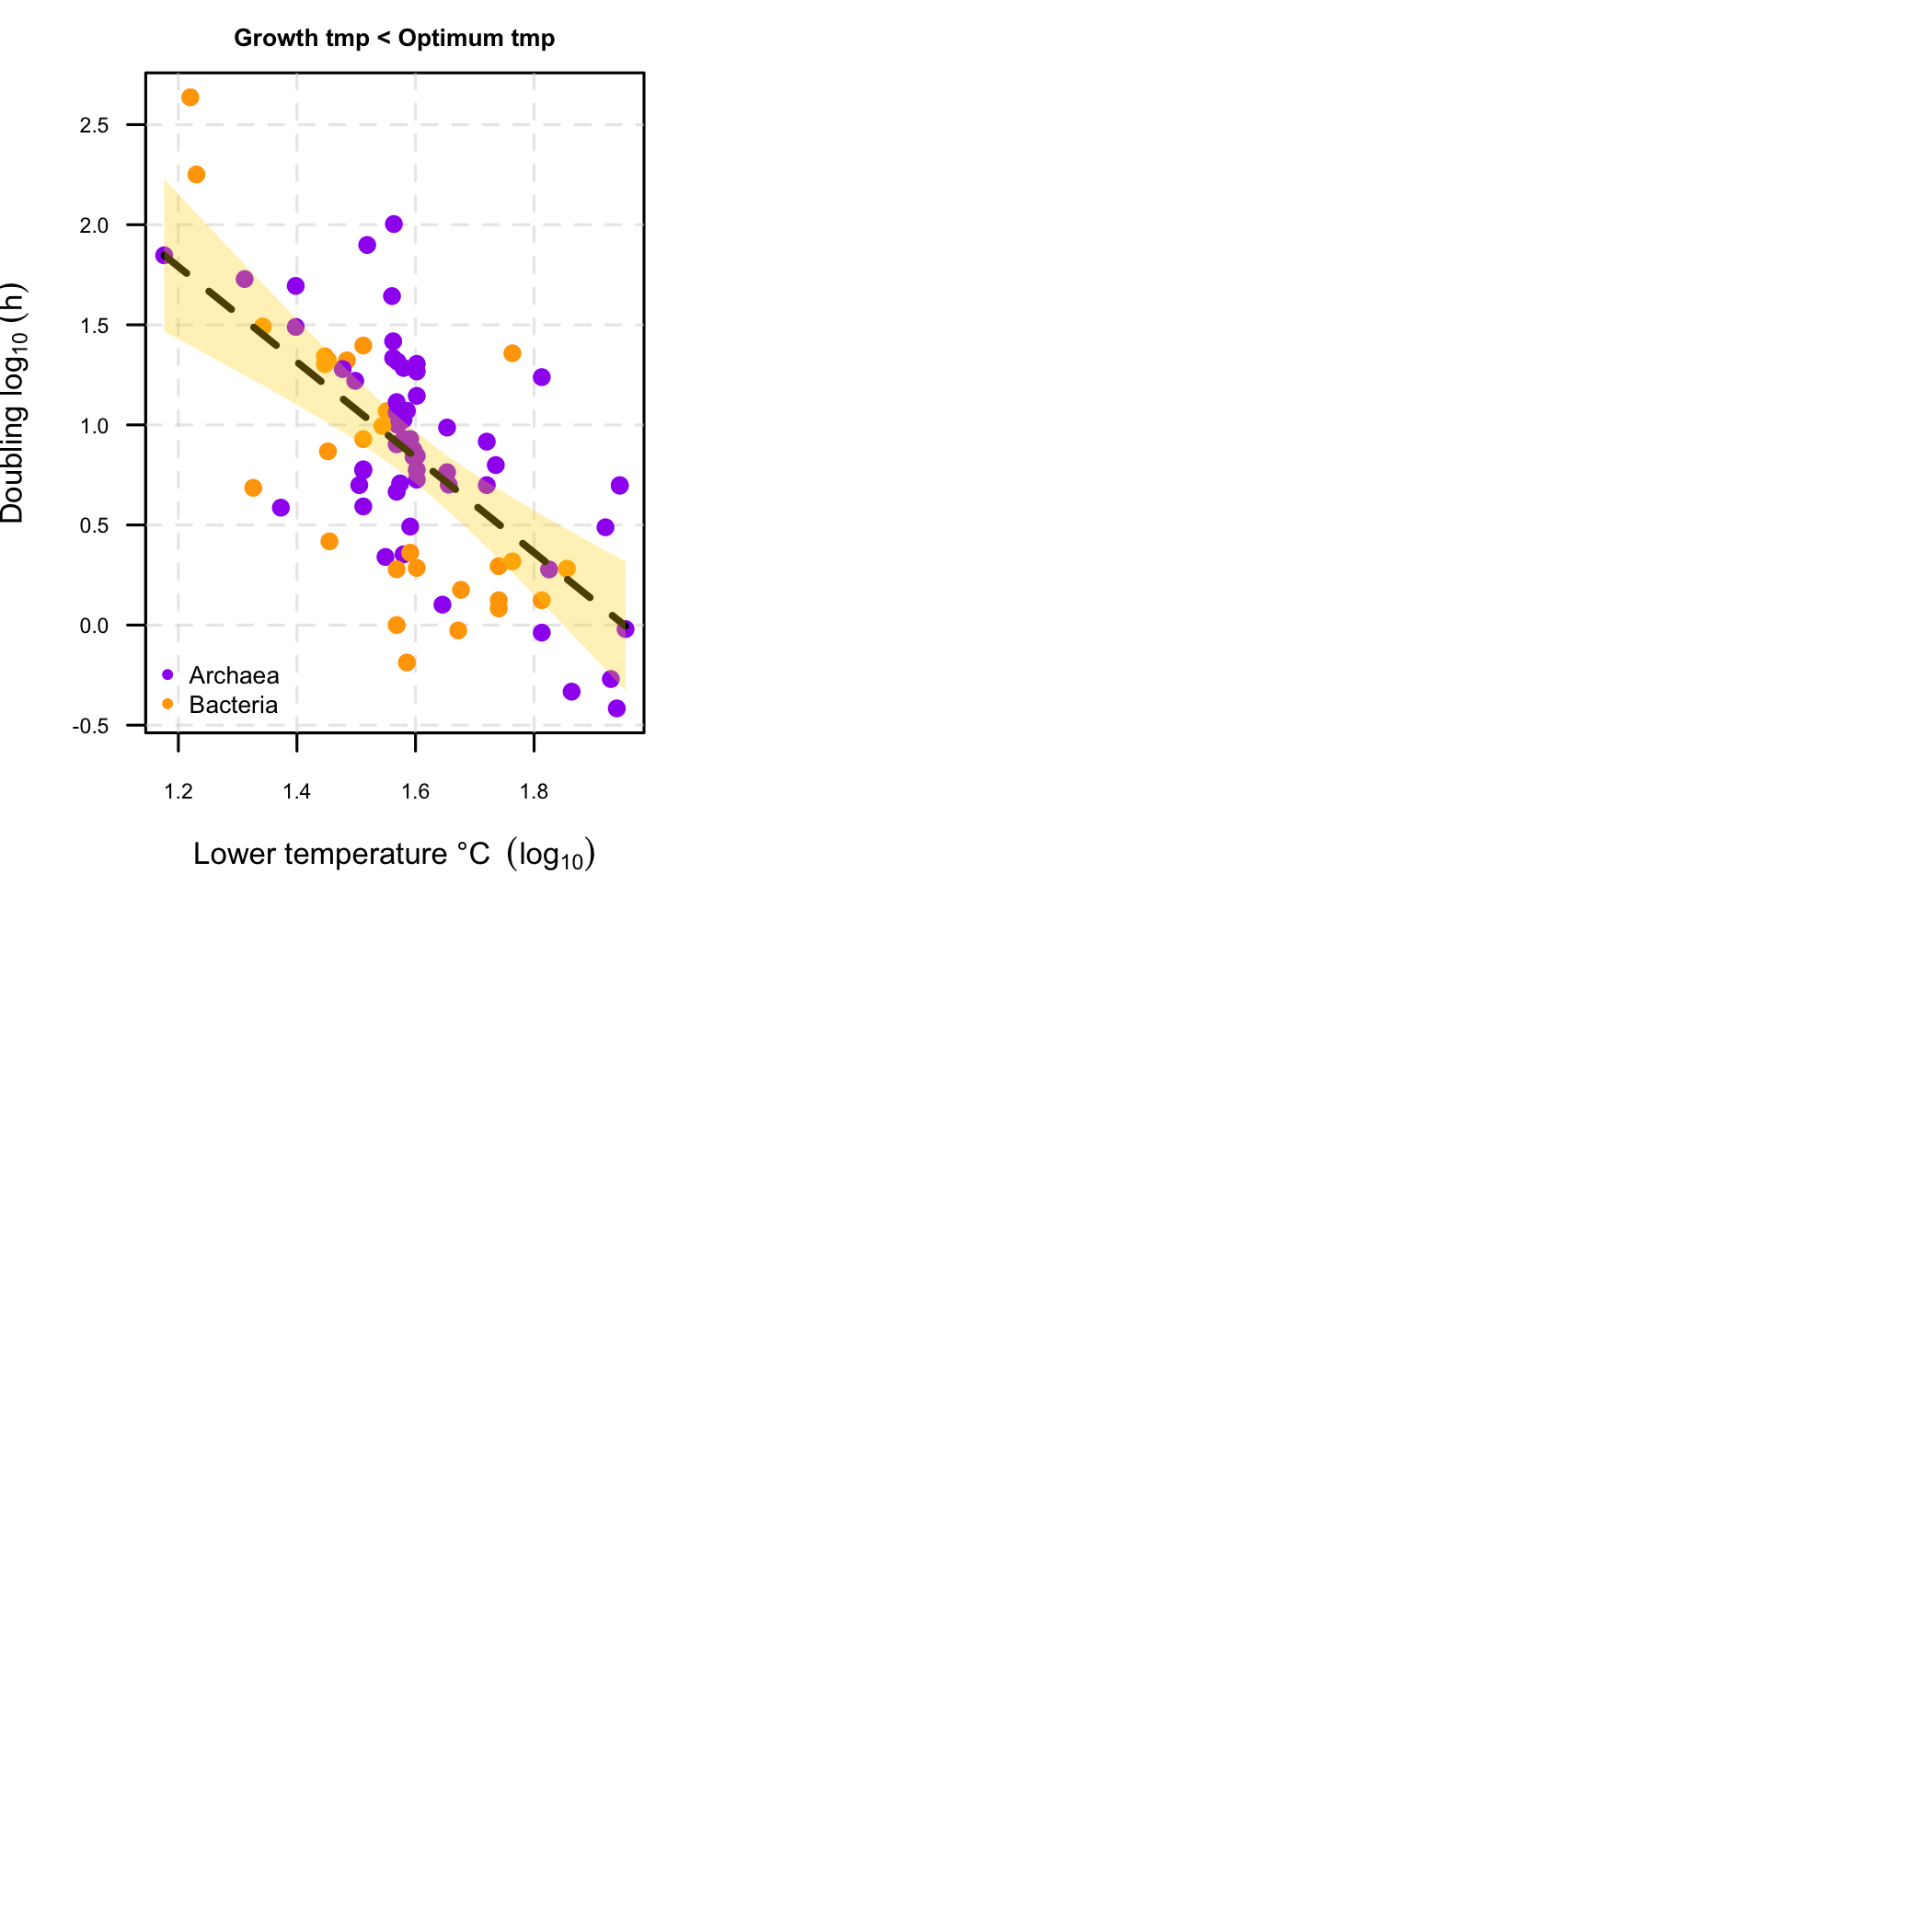 Growth tmp < Optimum tmp
2.5
2.0
1.5
1.0
0.5
0.0
-0.5
Doubling log₁₀ (h)
Archaea
Bacteria
1.2 1.4 1.6 1.8
Lower temperature °C (log₁₀)